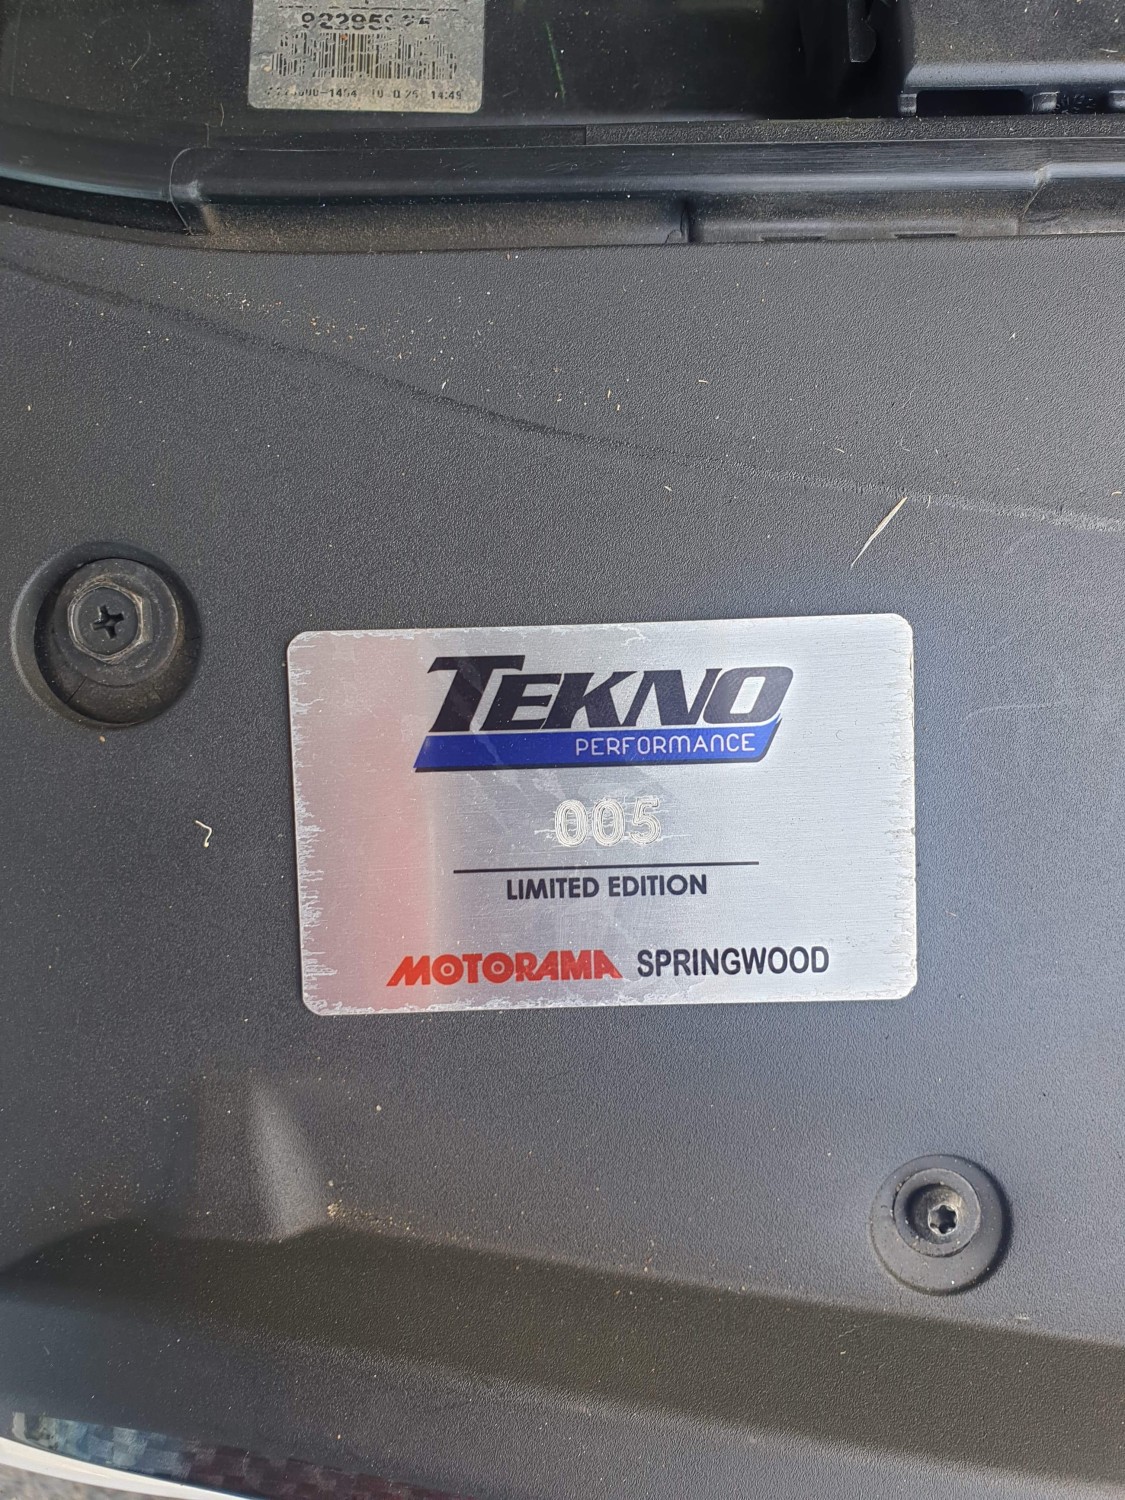 TEKNO
PERFORMANCE
005
LIMITED EDITION
MOTORAMA SPRINGWOOD